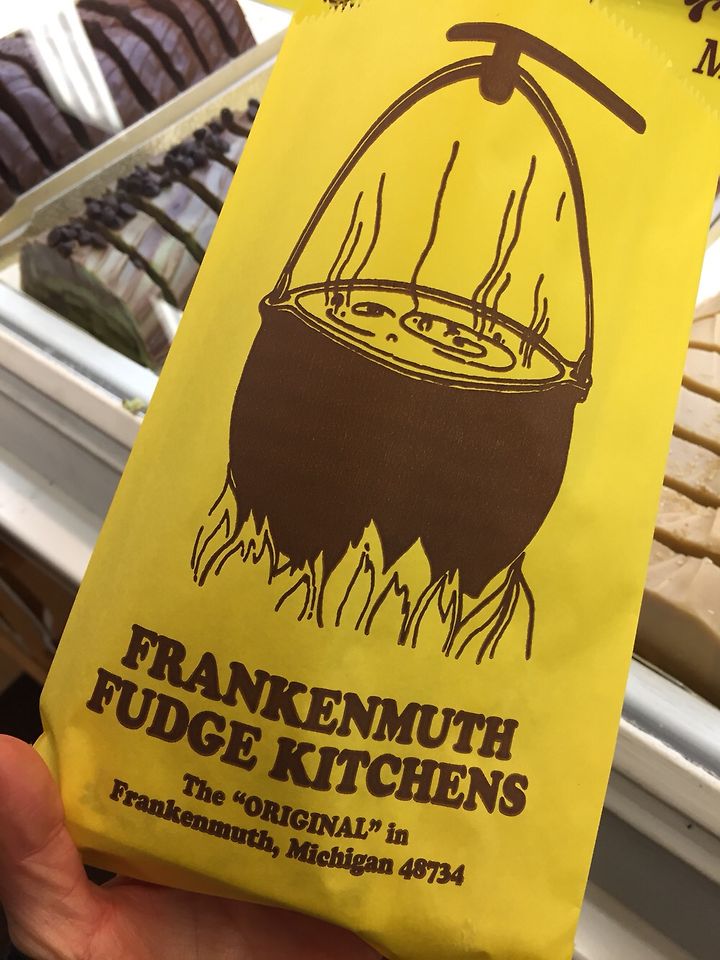 FRANKENMUTH
FUDGE KITCHENS
The “ORIGINAL” in
Frankenmuth, Michigan 48734